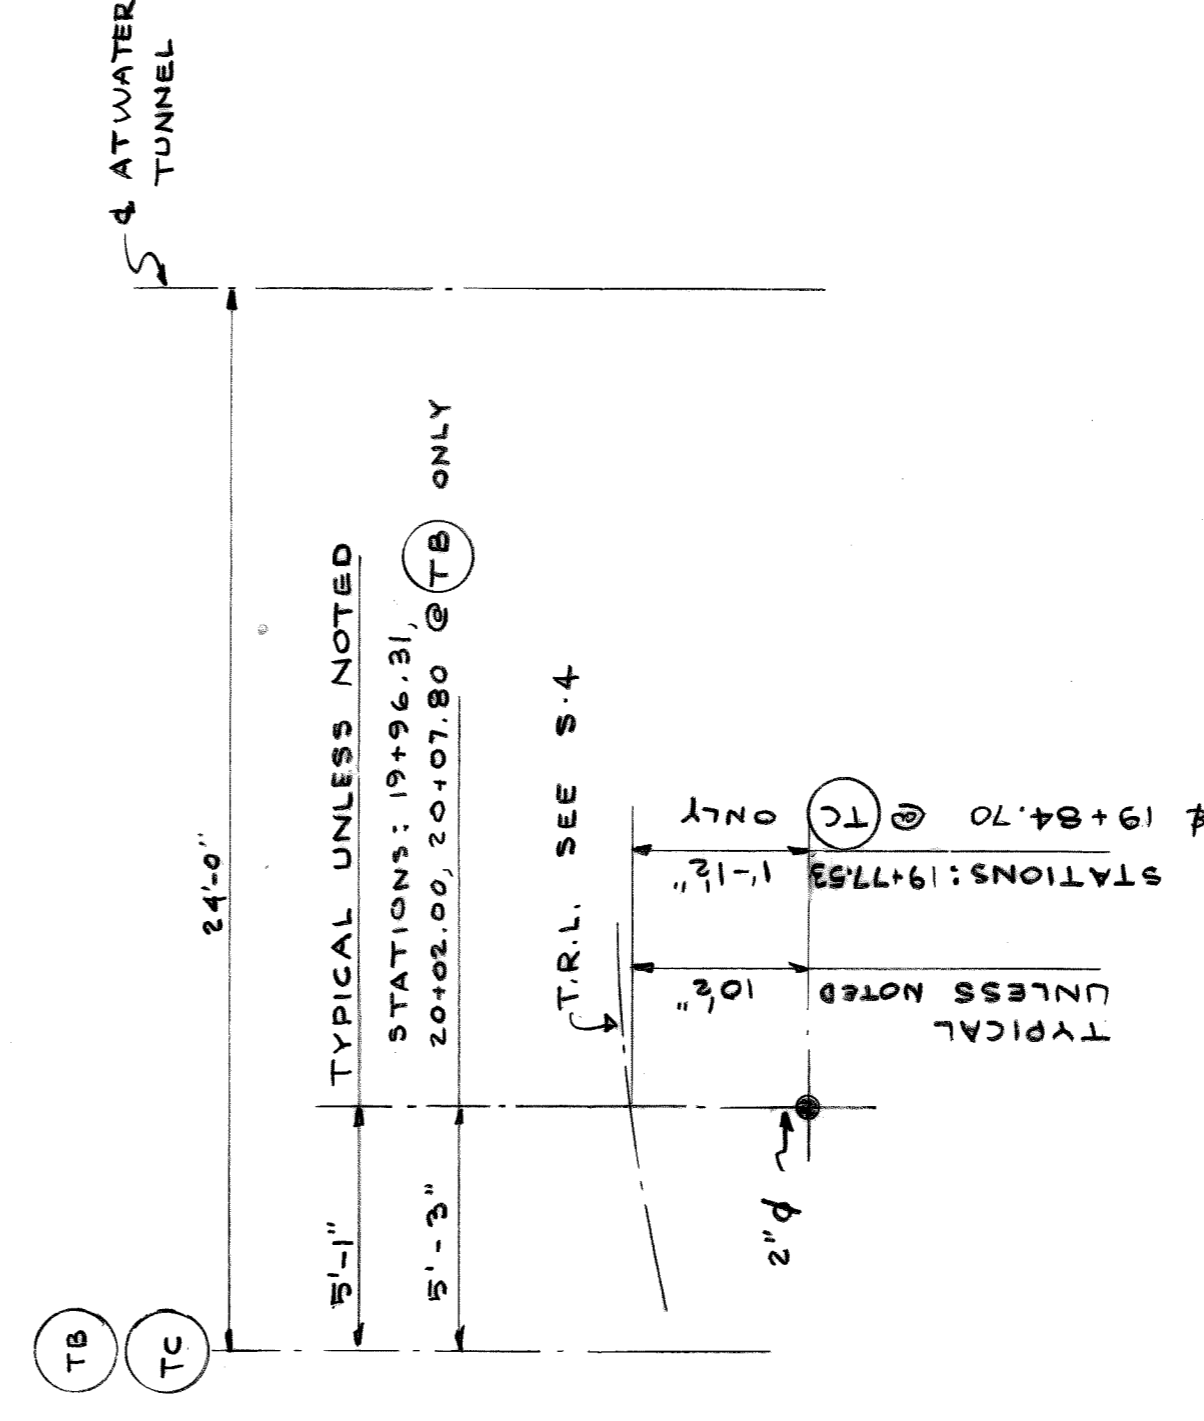 ℄ ATWATER
TUNNEL
24'-0"
TYPICAL UNLESS NOTED
STATIONS: 19+96.31,
20+02.00, 20+07.80 @ TB ONLY
5'-1"
5'-3"
T.R.L. SEE S.4
TB
TC
2"ϕ
10½"
TYPICAL
UNLESS NOTED
1'-1½"
STATIONS: 19+77.53
¢ 19+84.70 @ TC ONLY